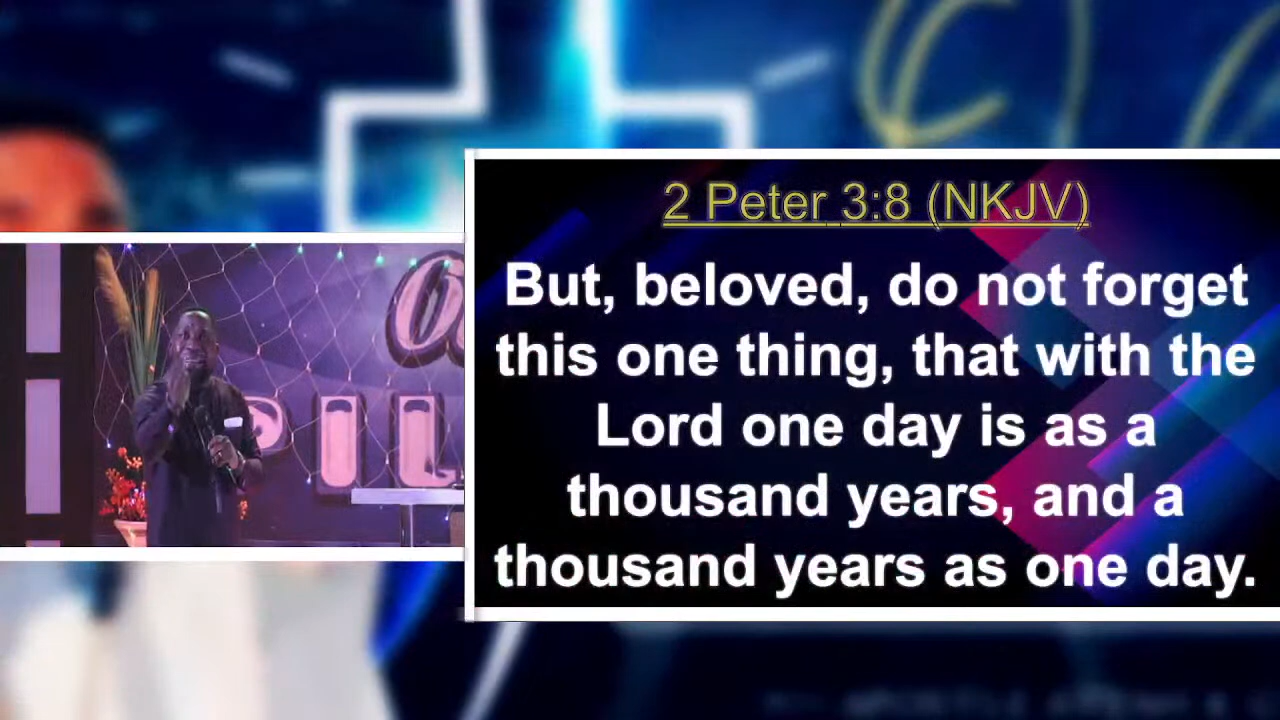 2 Peter 3:8 (NKJV)
But, beloved, do not forget
this one thing, that with the
Lord one day is as a
thousand years, and a
thousand years as one day.
PIL